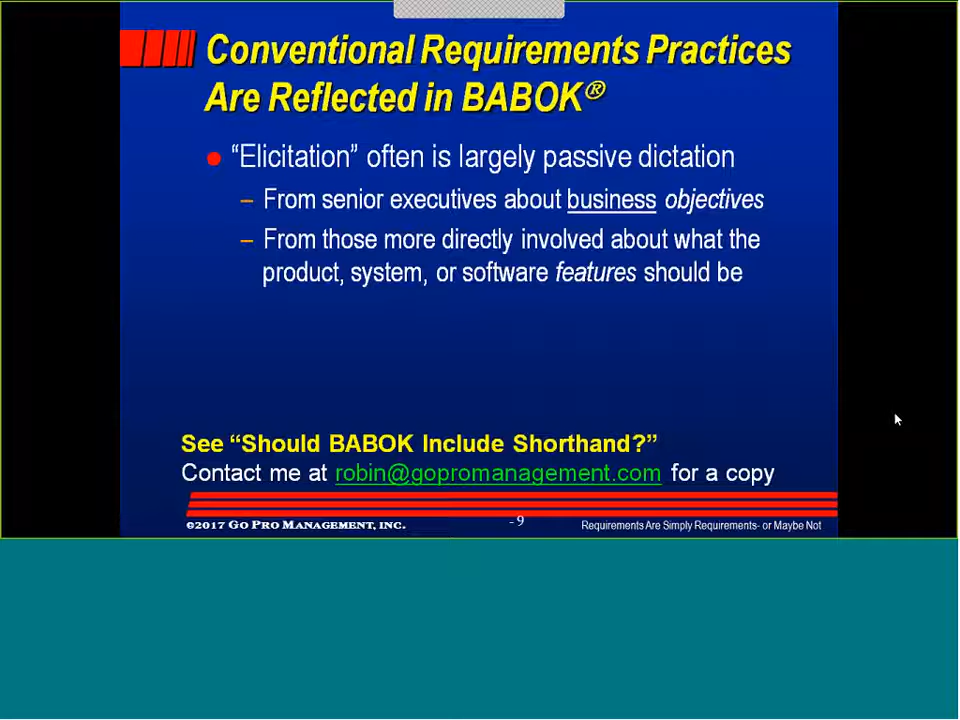 Conventional Requirements Practices
Are Reflected in BABOK®
● “Elicitation” often is largely passive dictation
– From senior executives about business objectives
– From those more directly involved about what the
product, system, or software features should be
See “Should BABOK Include Shorthand?”
Contact me at robin@gopromanagement.com for a copy
©2017 GO PRO MANAGEMENT, INC.
- 9
Requirements Are Simply Requirements- or Maybe Not